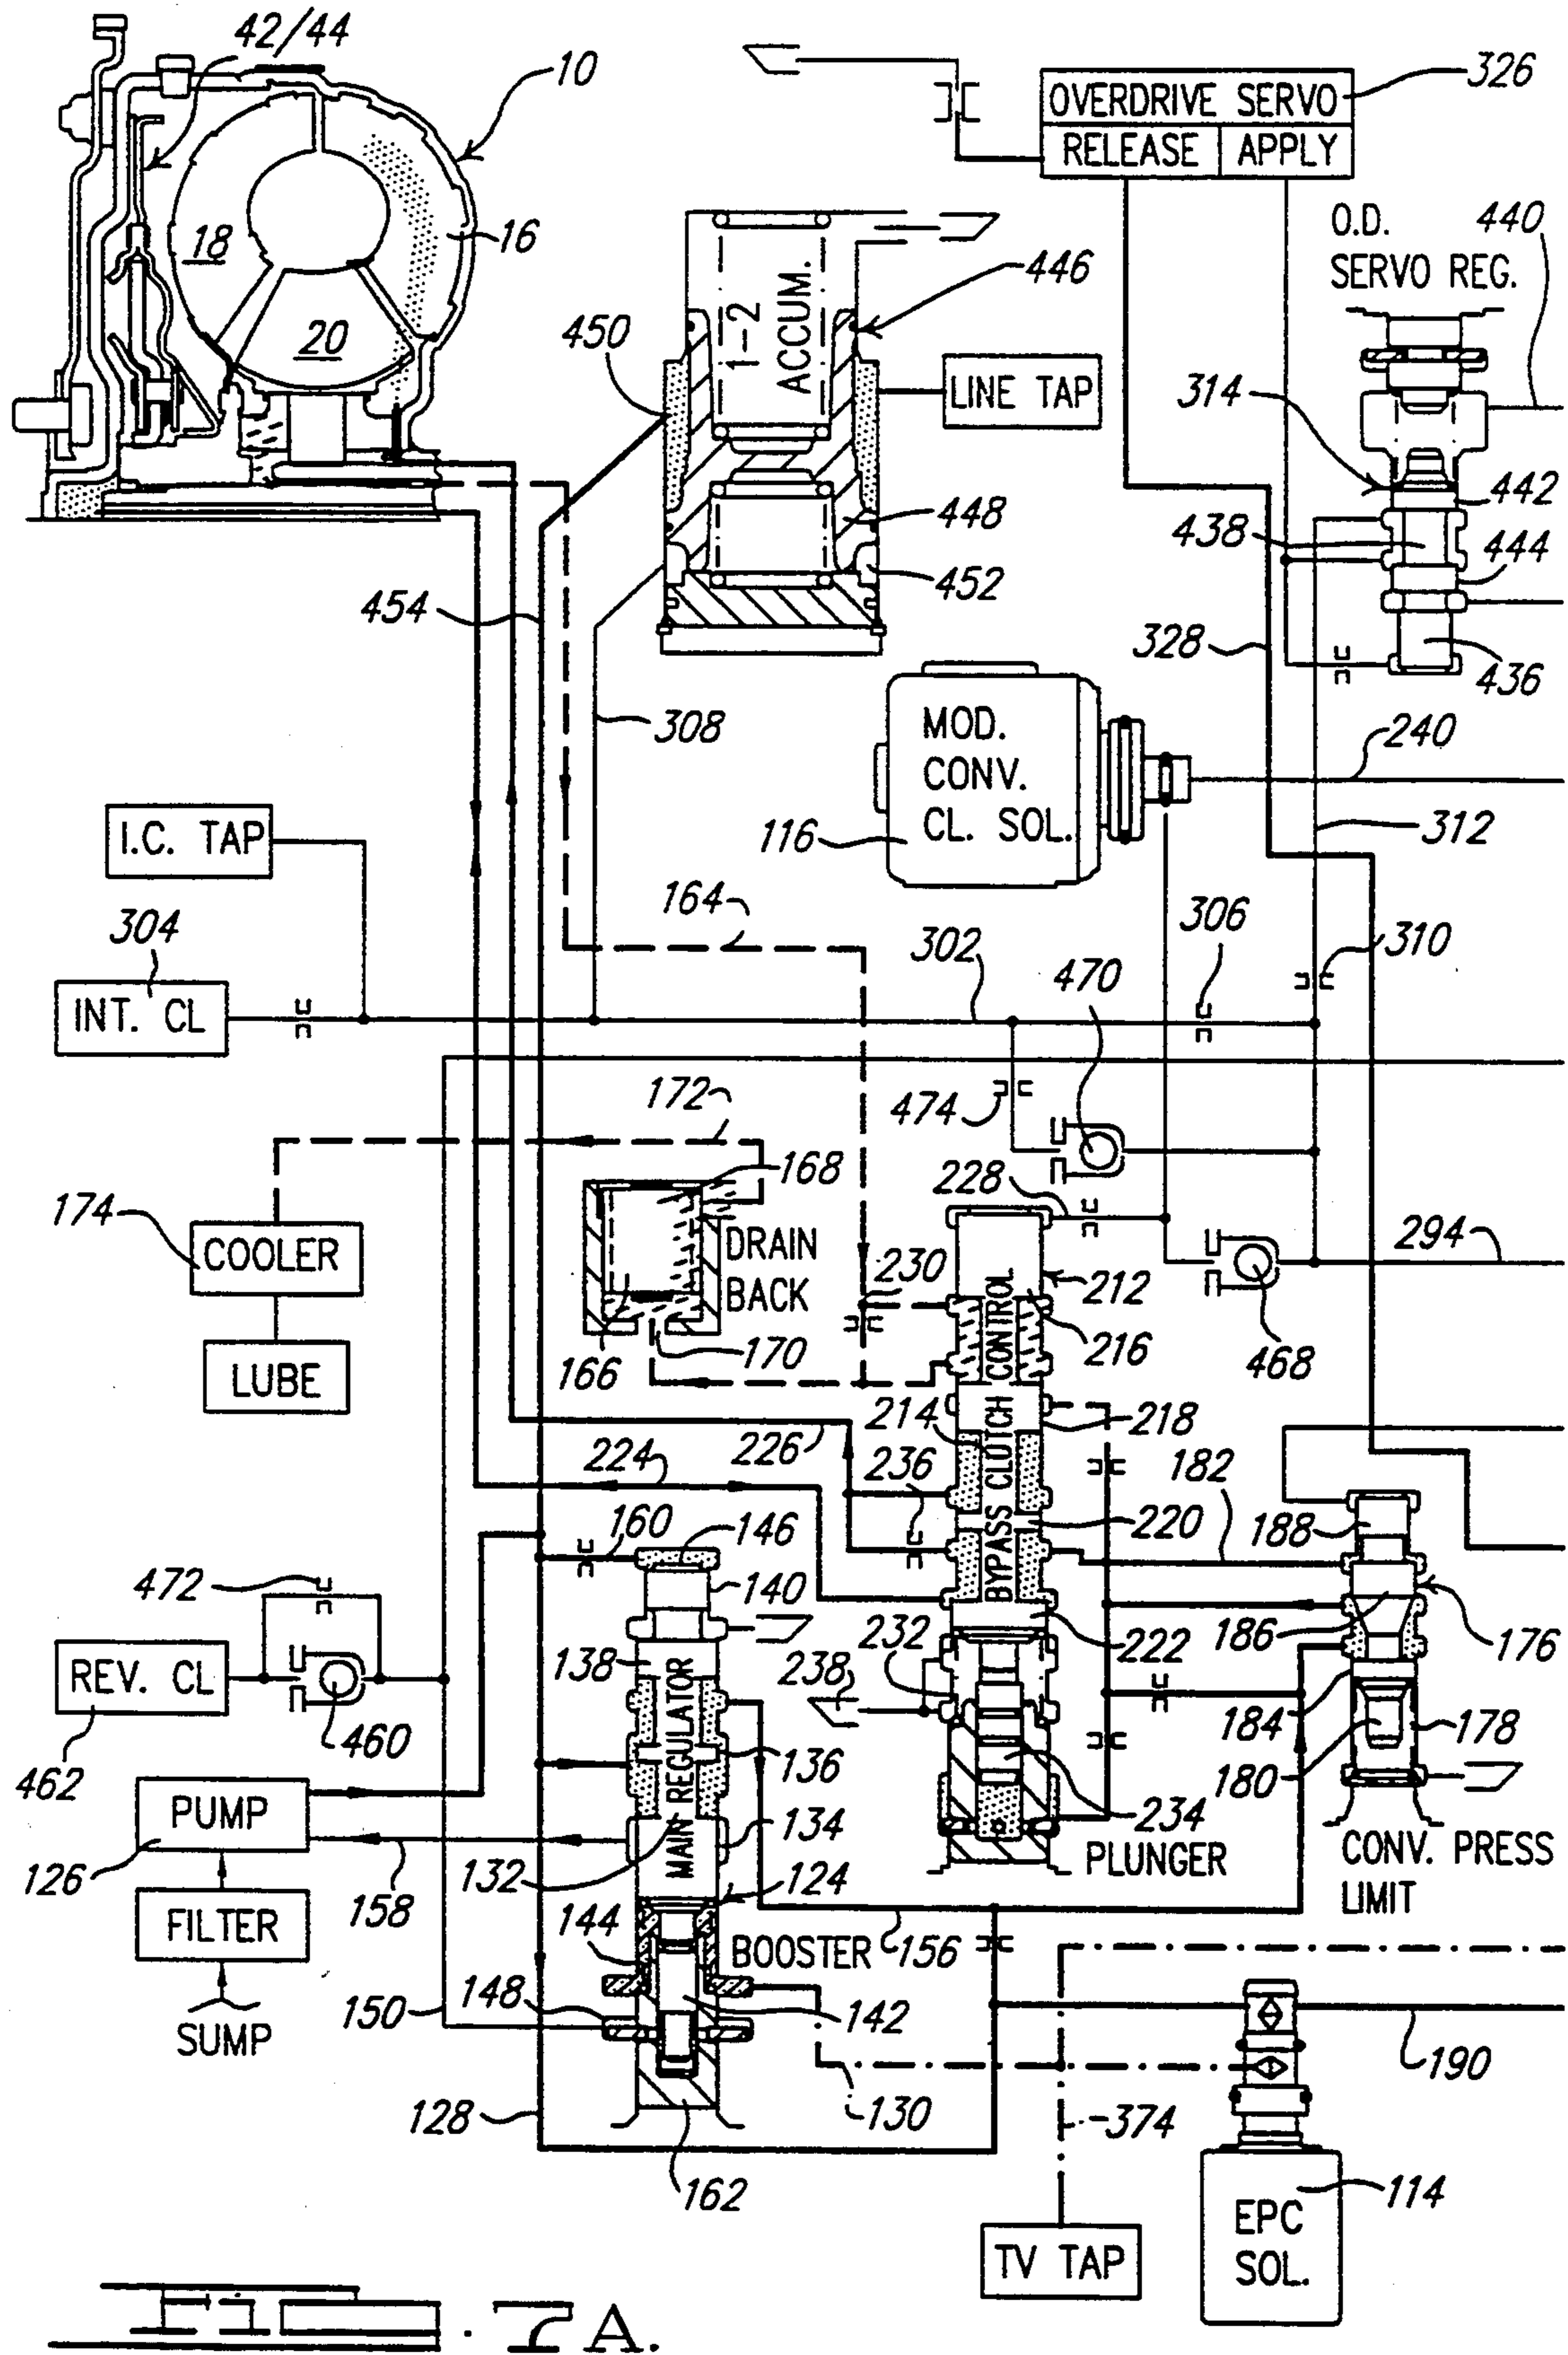 42/44
10
326
OVERDRIVE SERVO
RELEASE
APPLY
18
16
20
1-2
ACCUM.
446
450
LINE TAP
O.D.
SERVO REG.
440
314
442
438
444
448
452
454
328
436
308
MOD.
CONV.
CL. SOL.
116
240
312
I.C. TAP
164
304
302
306
310
INT. CL
470
474
172
168
228
174
COOLER
DRAIN
BACK
294
230
212
LUBE
166
170
216
468
214
218
226
224
236
182
BYPASS CLUTCH CONTROL
160
146
220
188
472
140
186
176
222
REV. CL
138
232
238
184
178
460
462
136
180
PUMP
MAIN REGULATOR
134
234
PLUNGER
CONV. PRESS
LIMIT
126
132
124
158
FILTER
144
BOOSTER
156
150
148
142
SUMP
190
128
130
374
162
114
EPC
SOL.
TV TAP
FIG. 7A.